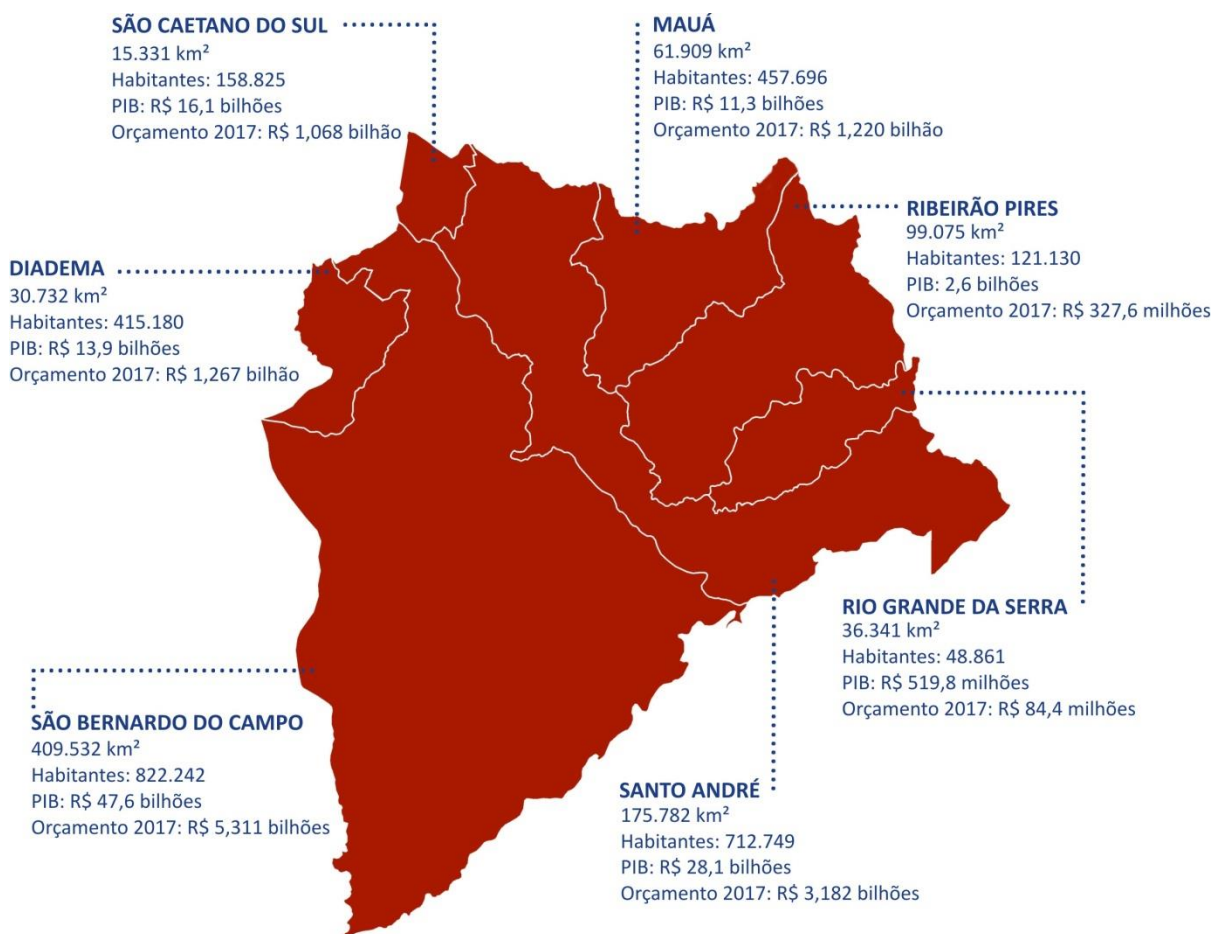 SÃO CAETANO DO SUL
15.331 km²
Habitantes: 158.825
PIB: R$ 16,1 bilhões
Orçamento 2017: R$ 1,068 bilhão
MAUÁ
61.909 km²
Habitantes: 457.696
PIB: R$ 11,3 bilhões
Orçamento 2017: R$ 1,220 bilhão
RIBEIRÃO PIRES
99.075 km²
Habitantes: 121.130
PIB: 2,6 bilhões
Orçamento 2017: R$ 327,6 milhões
DIADEMA
30.732 km²
Habitantes: 415.180
PIB: R$ 13,9 bilhões
Orçamento 2017: R$ 1,267 bilhão
RIO GRANDE DA SERRA
36.341 km²
Habitantes: 48.861
PIB: R$ 519,8 milhões
Orçamento 2017: R$ 84,4 milhões
SÃO BERNARDO DO CAMPO
409.532 km²
Habitantes: 822.242
PIB: R$ 47,6 bilhões
Orçamento 2017: R$ 5,311 bilhões
SANTO ANDRÉ
175.782 km²
Habitantes: 712.749
PIB: R$ 28,1 bilhões
Orçamento 2017: R$ 3,182 bilhões